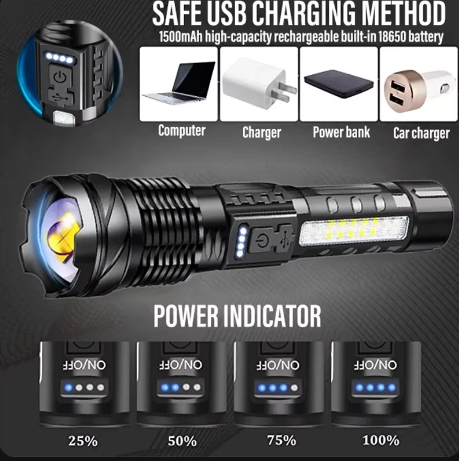 SAFE USB CHARGING METHOD
1500mAh high-capacity rechargeable built-in 18650 battery
Computer
Charger
Power bank
Car charger
POWER INDICATOR
ON/OFF
ON/OFF
ON/OFF
ON/OFF
25%
50%
75%
100%